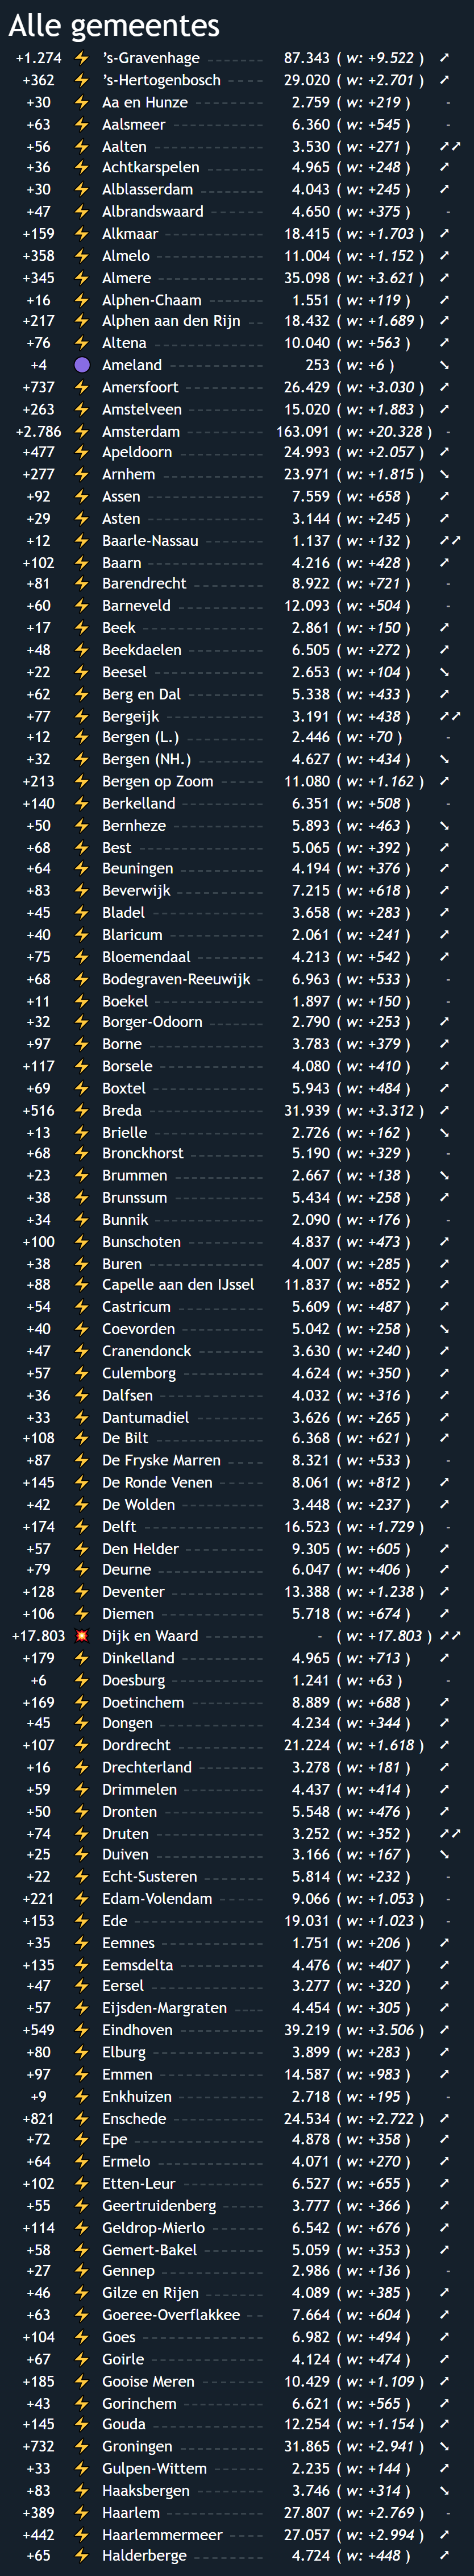 Alle gemeentes
+1.274 ⚡ ’s-Gravenhage 87.343 ( w: +9.522 ) ↗
+362 ⚡ ’s-Hertogenbosch 29.020 ( w: +2.701 ) ↗
+30 ⚡ Aa en Hunze 2.759 ( w: +219 ) -
+63 ⚡ Aalsmeer 6.360 ( w: +545 ) -
+56 ⚡ Aalten 3.530 ( w: +271 ) ↗↗
+36 ⚡ Achtkarspelen 4.965 ( w: +248 ) ↗
+30 ⚡ Alblasserdam 4.043 ( w: +245 ) ↗
+47 ⚡ Albrandswaard 4.650 ( w: +375 ) -
+159 ⚡ Alkmaar 18.415 ( w: +1.703 ) ↗
+358 ⚡ Almelo 11.004 ( w: +1.152 ) ↗
+345 ⚡ Almere 35.098 ( w: +3.621 ) ↗
+16 ⚡ Alphen-Chaam 1.551 ( w: +119 ) ↗
+217 ⚡ Alphen aan den Rijn 18.432 ( w: +1.689 ) ↗
+76 ⚡ Altena 10.040 ( w: +563 ) ↗
+4 🟣 Ameland 253 ( w: +6 ) ↘
+737 ⚡ Amersfoort 26.429 ( w: +3.030 ) ↗
+263 ⚡ Amstelveen 15.020 ( w: +1.883 ) ↗
+2.786 ⚡ Amsterdam 163.091 ( w: +20.328 ) -
+477 ⚡ Apeldoorn 24.993 ( w: +2.057 ) ↗
+277 ⚡ Arnhem 23.971 ( w: +1.815 ) ↘
+92 ⚡ Assen 7.559 ( w: +658 ) ↗
+29 ⚡ Asten 3.144 ( w: +245 ) ↗
+12 ⚡ Baarle-Nassau 1.137 ( w: +132 ) ↗↗
+102 ⚡ Baarn 4.216 ( w: +428 ) ↗
+81 ⚡ Barendrecht 8.922 ( w: +721 ) -
+60 ⚡ Barneveld 12.093 ( w: +504 ) -
+17 ⚡ Beek 2.861 ( w: +150 ) ↗
+48 ⚡ Beekdaelen 6.505 ( w: +272 ) ↗
+22 ⚡ Beesel 2.653 ( w: +104 ) ↘
+62 ⚡ Berg en Dal 5.338 ( w: +433 ) ↗
+77 ⚡ Bergeijk 3.191 ( w: +438 ) ↗↗
+12 ⚡ Bergen (L.) 2.446 ( w: +70 ) -
+32 ⚡ Bergen (NH.) 4.627 ( w: +434 ) ↘
+213 ⚡ Bergen op Zoom 11.080 ( w: +1.162 ) ↗
+140 ⚡ Berkelland 6.351 ( w: +508 ) -
+50 ⚡ Bernheze 5.893 ( w: +463 ) ↘
+68 ⚡ Best 5.065 ( w: +392 ) ↗
+64 ⚡ Beuningen 4.194 ( w: +376 ) ↗
+83 ⚡ Beverwijk 7.215 ( w: +618 ) ↗
+45 ⚡ Bladel 3.658 ( w: +283 ) ↗
+40 ⚡ Blaricum 2.061 ( w: +241 ) ↗
+75 ⚡ Bloemendaal 4.213 ( w: +542 ) ↗
+68 ⚡ Bodegraven-Reeuwijk 6.963 ( w: +533 ) -
+11 ⚡ Boekel 1.897 ( w: +150 ) -
+32 ⚡ Borger-Odoorn 2.790 ( w: +253 ) ↗
+97 ⚡ Borne 3.783 ( w: +379 ) ↗
+117 ⚡ Borsele 4.080 ( w: +410 ) ↗
+69 ⚡ Boxtel 5.943 ( w: +484 ) ↗
+516 ⚡ Breda 31.939 ( w: +3.312 ) ↗
+13 ⚡ Brielle 2.726 ( w: +162 ) ↘
+68 ⚡ Bronckhorst 5.190 ( w: +329 ) -
+23 ⚡ Brummen 2.667 ( w: +138 ) ↘
+38 ⚡ Brunssum 5.434 ( w: +258 ) ↗
+34 ⚡ Bunnik 2.090 ( w: +176 ) -
+100 ⚡ Bunschoten 4.837 ( w: +473 ) ↗
+38 ⚡ Buren 4.007 ( w: +285 ) ↗
+88 ⚡ Capelle aan den IJssel 11.837 ( w: +852 ) ↗
+54 ⚡ Castricum 5.609 ( w: +487 ) ↗
+40 ⚡ Coevorden 5.042 ( w: +258 ) ↘
+47 ⚡ Cranendonck 3.630 ( w: +240 ) ↗
+57 ⚡ Culemborg 4.624 ( w: +350 ) ↗
+36 ⚡ Dalfsen 4.032 ( w: +316 ) ↗
+33 ⚡ Dantumadiel 3.626 ( w: +265 ) ↗
+108 ⚡ De Bilt 6.368 ( w: +621 ) ↗
+87 ⚡ De Fryske Marren 8.321 ( w: +533 ) -
+145 ⚡ De Ronde Venen 8.061 ( w: +812 ) ↗
+42 ⚡ De Wolden 3.448 ( w: +237 ) ↗
+174 ⚡ Delft 16.523 ( w: +1.729 ) -
+57 ⚡ Den Helder 9.305 ( w: +605 ) ↗
+79 ⚡ Deurne 6.047 ( w: +406 ) ↗
+128 ⚡ Deventer 13.388 ( w: +1.238 ) ↗
+106 ⚡ Diemen 5.718 ( w: +674 ) ↗
+17.803 💥 Dijk en Waard - ( w: +17.803 ) ↗↗
+179 ⚡ Dinkelland 4.965 ( w: +713 ) ↗
+6 ⚡ Doesburg 1.241 ( w: +63 ) -
+169 ⚡ Doetinchem 8.889 ( w: +688 ) ↗
+45 ⚡ Dongen 4.234 ( w: +344 ) ↗
+107 ⚡ Dordrecht 21.224 ( w: +1.618 ) ↗
+16 ⚡ Drechterland 3.278 ( w: +181 ) ↗
+59 ⚡ Drimmelen 4.437 ( w: +414 ) ↗
+50 ⚡ Dronten 5.548 ( w: +476 ) ↗
+74 ⚡ Druten 3.252 ( w: +352 ) ↗↗
+25 ⚡ Duiven 3.166 ( w: +167 ) ↘
+22 ⚡ Echt-Susteren 5.814 ( w: +232 ) -
+221 ⚡ Edam-Volendam 9.066 ( w: +1.053 ) -
+153 ⚡ Ede 19.031 ( w: +1.023 ) -
+35 ⚡ Eemnes 1.751 ( w: +206 ) ↗
+135 ⚡ Eemsdelta 4.476 ( w: +407 ) ↗
+47 ⚡ Eersel 3.277 ( w: +320 ) ↗
+57 ⚡ Eijsden-Margraten 4.454 ( w: +305 ) ↗
+549 ⚡ Eindhoven 39.219 ( w: +3.506 ) ↗
+80 ⚡ Elburg 3.899 ( w: +283 ) ↗
+97 ⚡ Emmen 14.587 ( w: +983 ) ↗
+9 ⚡ Enkhuizen 2.718 ( w: +195 ) -
+821 ⚡ Enschede 24.534 ( w: +2.722 ) ↗
+72 ⚡ Epe 4.878 ( w: +358 ) ↗
+64 ⚡ Ermelo 4.071 ( w: +270 ) ↗
+102 ⚡ Etten-Leur 6.527 ( w: +655 ) ↗
+55 ⚡ Geertruidenberg 3.777 ( w: +366 ) ↗
+114 ⚡ Geldrop-Mierlo 6.542 ( w: +676 ) ↗
+58 ⚡ Gemert-Bakel 5.059 ( w: +353 ) ↗
+27 ⚡ Gennep 2.986 ( w: +136 ) -
+46 ⚡ Gilze en Rijen 4.089 ( w: +385 ) ↗
+63 ⚡ Goeree-Overflakkee 7.664 ( w: +604 ) ↗
+104 ⚡ Goes 6.982 ( w: +494 ) ↗
+67 ⚡ Goirle 4.124 ( w: +474 ) ↗
+185 ⚡ Gooise Meren 10.429 ( w: +1.109 ) ↗
+43 ⚡ Gorinchem 6.621 ( w: +565 ) ↗
+145 ⚡ Gouda 12.254 ( w: +1.154 ) ↗
+732 ⚡ Groningen 31.865 ( w: +2.941 ) ↘
+33 ⚡ Gulpen-Wittem 2.235 ( w: +144 ) ↗
+83 ⚡ Haaksbergen 3.746 ( w: +314 ) ↘
+389 ⚡ Haarlem 27.807 ( w: +2.769 ) -
+442 ⚡ Haarlemmermeer 27.057 ( w: +2.994 ) ↗
+65 ⚡ Halderberge 4.724 ( w: +448 ) ↗